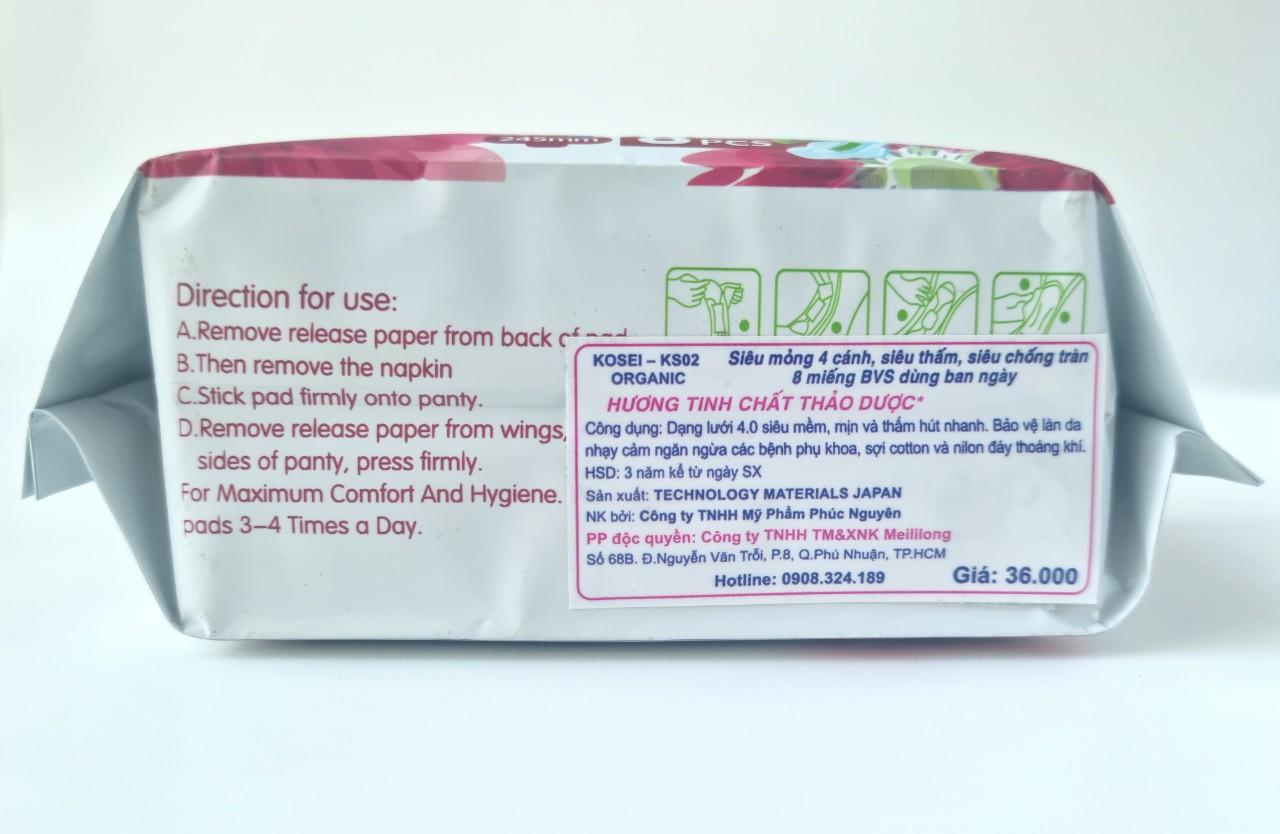 245mm 8 PCS
Direction for use:
A.Remove release paper from back of pad
B.Then remove the napkin
C.Stick pad firmly onto panty.
D.Remove release paper from wings,
sides of panty, press firmly.
For Maximum Comfort And Hygiene.
pads 3–4 Times a Day.
KOSEI – KS02 Siêu mỏng 4 cánh, siêu thấm, siêu chống tràn
ORGANIC 8 miếng BVS dùng ban ngày
HƯƠNG TINH CHẤT THẢO DƯỢC*
Công dụng: Dạng lưới 4.0 siêu mềm, mịn và thấm hút nhanh. Bảo vệ làn da
nhạy cảm ngăn ngừa các bệnh phụ khoa, sợi cotton và nilon đáy thoáng khí.
HSD: 3 năm kể từ ngày SX
Sản xuất: TECHNOLOGY MATERIALS JAPAN
NK bởi: Công ty TNHH Mỹ Phẩm Phúc Nguyên
PP độc quyền: Công ty TNHH TM&XNK Meililong
Số 68B. Đ.Nguyễn Văn Trỗi, P.8, Q.Phú Nhuận, TP.HCM
Hotline: 0908.324.189 Giá: 36.000